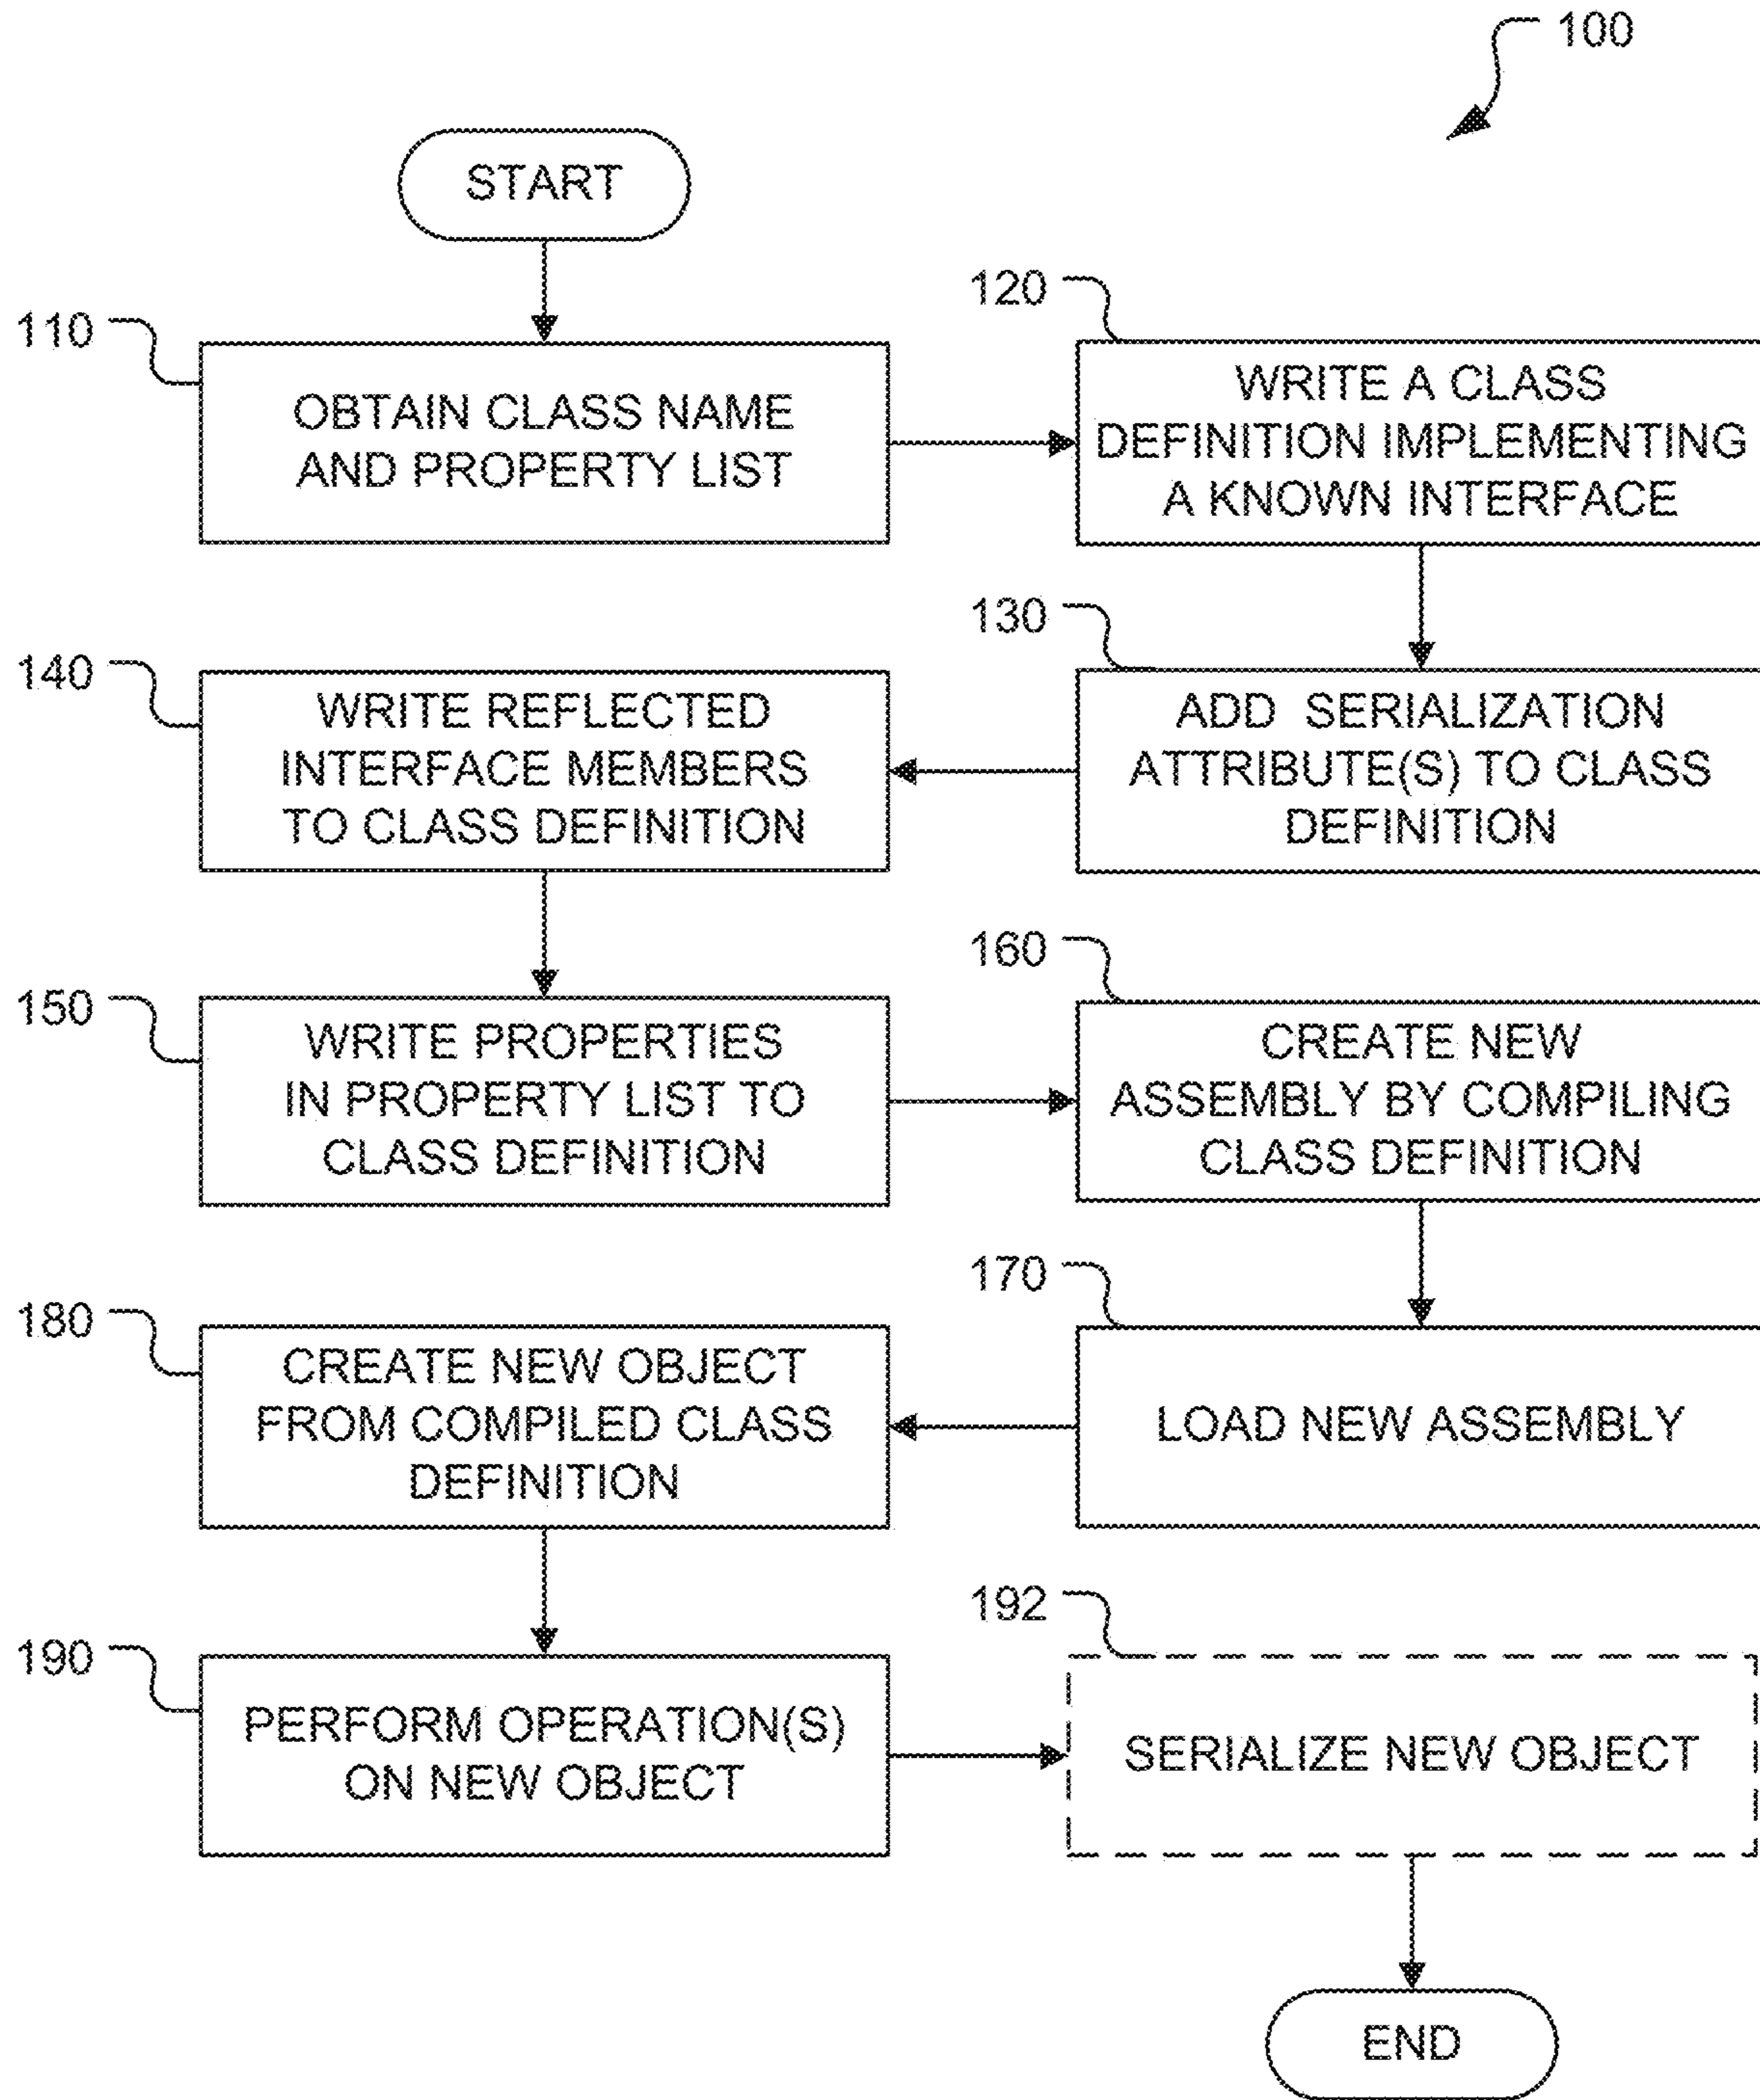 100
START
110
OBTAIN CLASS NAME
AND PROPERTY LIST
120
WRITE A CLASS
DEFINITION IMPLEMENTING
A KNOWN INTERFACE
130
ADD SERIALIZATION
ATTRIBUTE(S) TO CLASS
DEFINITION
140
WRITE REFLECTED
INTERFACE MEMBERS
TO CLASS DEFINITION
150
WRITE PROPERTIES
IN PROPERTY LIST TO
CLASS DEFINITION
160
CREATE NEW
ASSEMBLY BY COMPILING
CLASS DEFINITION
170
LOAD NEW ASSEMBLY
180
CREATE NEW OBJECT
FROM COMPILED CLASS
DEFINITION
190
PERFORM OPERATION(S)
ON NEW OBJECT
192
SERIALIZE NEW OBJECT
END